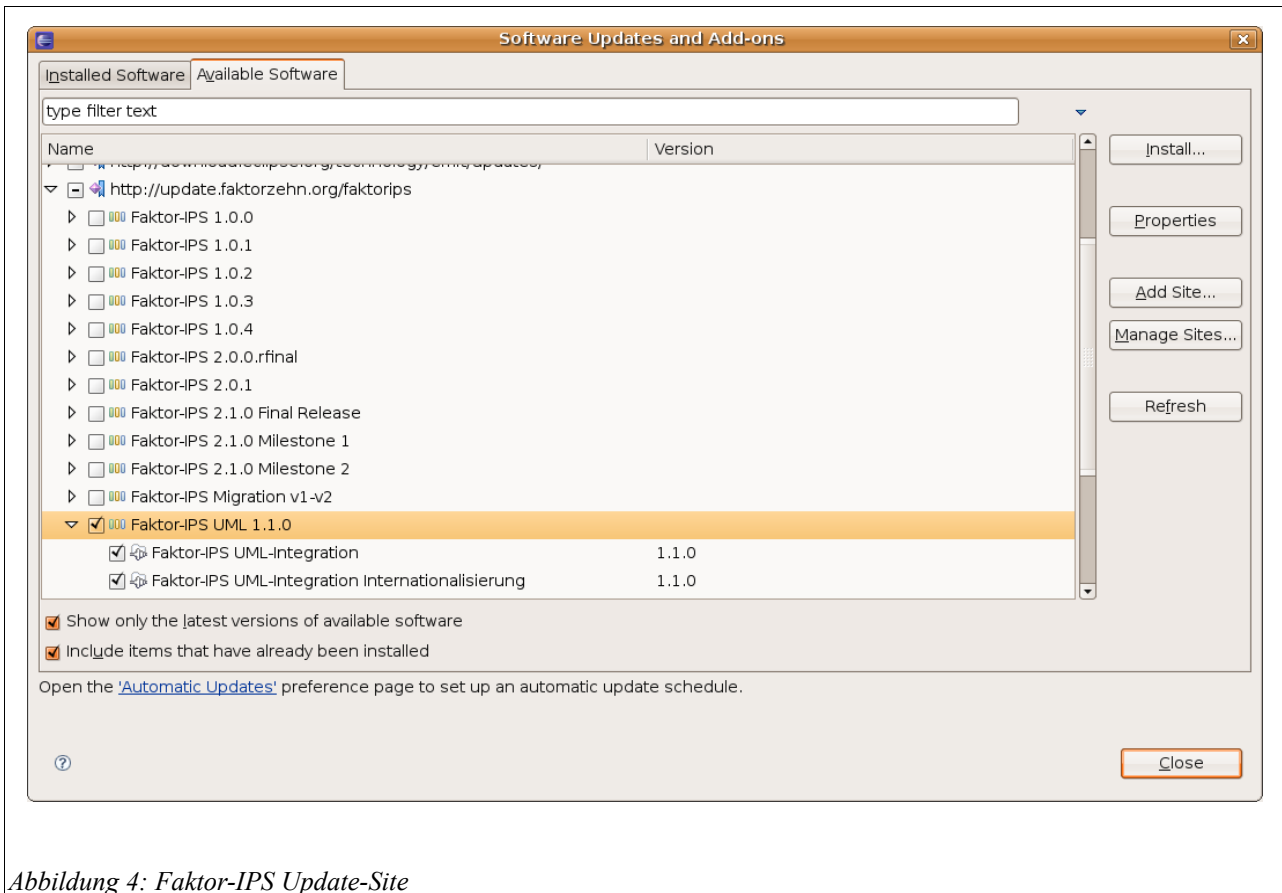 Software Updates and Add-ons
Installed Software
Available Software
type filter text
Name Version
http://download.eclipse.org/technology/emft/updates/
http://update.faktorzehn.org/faktorips
Faktor-IPS 1.0.0
Faktor-IPS 1.0.1
Faktor-IPS 1.0.2
Faktor-IPS 1.0.3
Faktor-IPS 1.0.4
Faktor-IPS 2.0.0.rfinal
Faktor-IPS 2.0.1
Faktor-IPS 2.1.0 Final Release
Faktor-IPS 2.1.0 Milestone 1
Faktor-IPS 2.1.0 Milestone 2
Faktor-IPS Migration v1-v2
Faktor-IPS UML 1.1.0
Faktor-IPS UML-Integration 1.1.0
Faktor-IPS UML-Integration Internationalisierung 1.1.0
Install...
Properties
Add Site...
Manage Sites...
Refresh
Show only the latest versions of available software
Include items that have already been installed
Open the 'Automatic Updates' preference page to set up an automatic update schedule.
?
Close
Abbildung 4: Faktor-IPS Update-Site